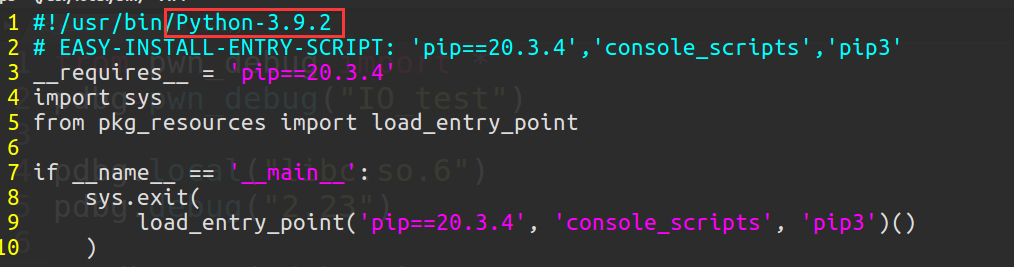 1 #!/usr/bin/Python-3.9.2
2 # EASY-INSTALL-ENTRY-SCRIPT: 'pip==20.3.4','console_scripts','pip3'
3 __requires__ = 'pip==20.3.4'
4 import sys
5 from pkg_resources import load_entry_point
6
7 if __name__ == '__main__':
8     sys.exit(
9         load_entry_point('pip==20.3.4', 'console_scripts', 'pip3')()
10     )